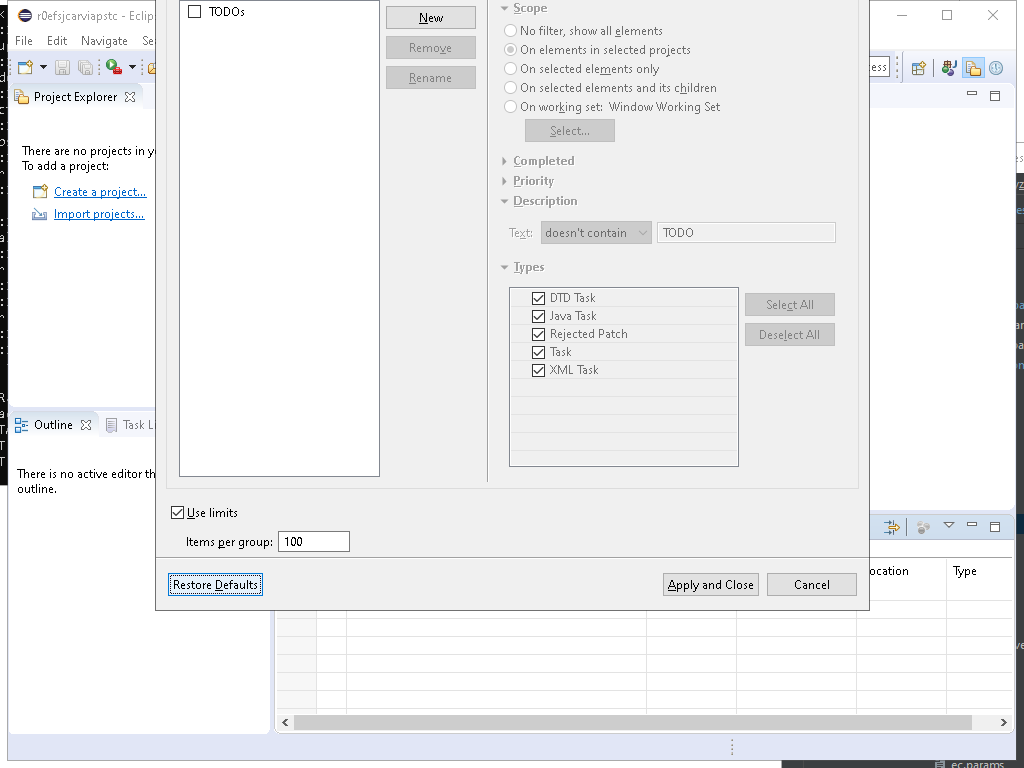 r0efsjcarviapstc - Eclip
File Edit Navigate Se
Project Explorer
There are no projects in y
To add a project:
Create a project...
Import projects...
Outline
Task Li
There is no active editor th
outline.
TODOs
New
Remove
Rename
Scope
No filter, show all elements
On elements in selected projects
On selected elements only
On selected elements and its children
On working set: Window Working Set
Select...
Completed
Priority
Description
Text: doesn't contain TODO
Types
DTD Task
Java Task
Rejected Patch
Task
XML Task
Select All
Deselect All
Use limits
Items per group: 100
Restore Defaults
Apply and Close
Cancel
ess
ocation
Type
ec.params